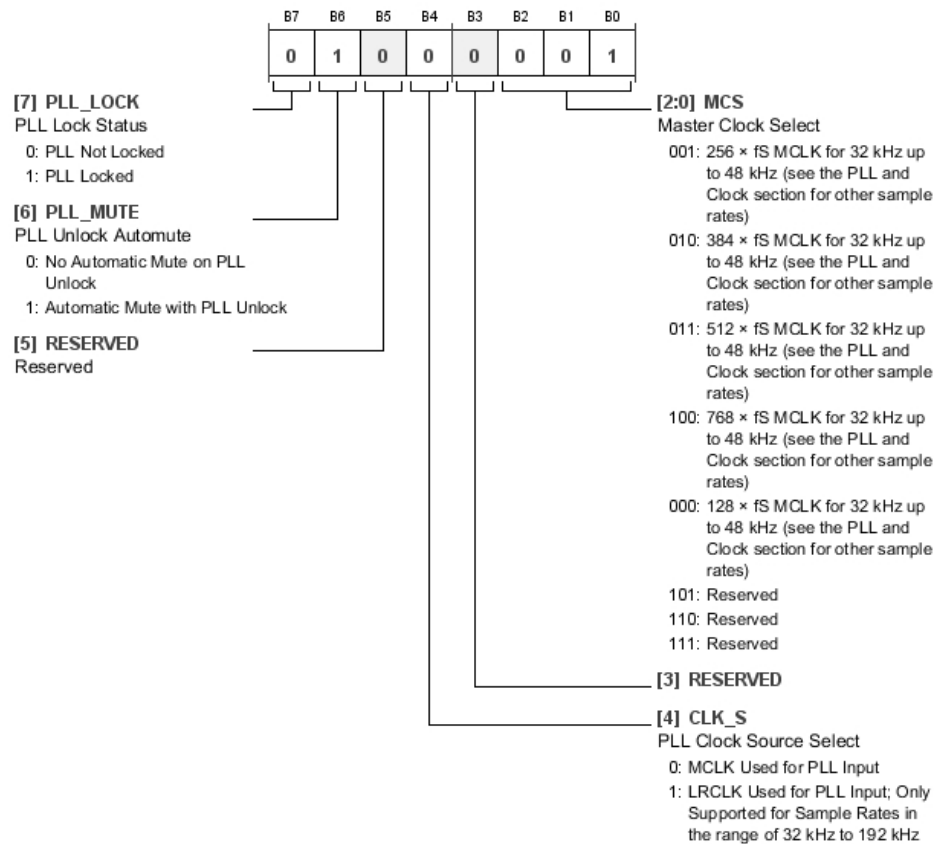 B7 B6 B5 B4 B3 B2 B1 B0
0 1 0 0 0 0 0 1
[7] PLL_LOCK
PLL Lock Status
0: PLL Not Locked
1: PLL Locked
[6] PLL_MUTE
PLL Unlock Automute
0: No Automatic Mute on PLL
Unlock
1: Automatic Mute with PLL Unlock
[5] RESERVED
Reserved
[2:0] MCS
Master Clock Select
001: 256 × fS MCLK for 32 kHz up
to 48 kHz (see the PLL and
Clock section for other sample
rates)
010: 384 × fS MCLK for 32 kHz up
to 48 kHz (see the PLL and
Clock section for other sample
rates)
011: 512 × fS MCLK for 32 kHz up
to 48 kHz (see the PLL and
Clock section for other sample
rates)
100: 768 × fS MCLK for 32 kHz up
to 48 kHz (see the PLL and
Clock section for other sample
rates)
000: 128 × fS MCLK for 32 kHz up
to 48 kHz (see the PLL and
Clock section for other sample
rates)
101: Reserved
110: Reserved
111: Reserved
[3] RESERVED
[4] CLK_S
PLL Clock Source Select
0: MCLK Used for PLL Input
1: LRCLK Used for PLL Input; Only
Supported for Sample Rates in
the range of 32 kHz to 192 kHz